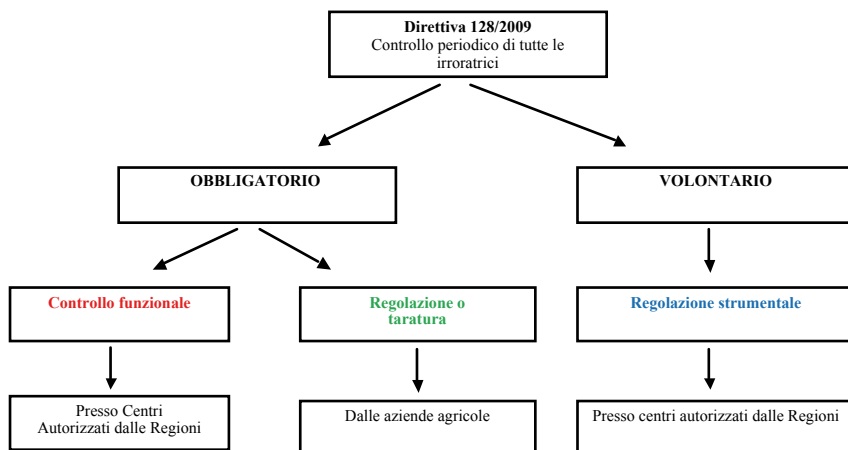 Direttiva 128/2009
Controllo periodico di tutte le
irroratrici
OBBLIGATORIO
VOLONTARIO
Controllo funzionale
Regolazione o
taratura
Regolazione strumentale
Presso Centri
Autorizzati dalle Regioni
Dalle aziende agricole
Presso centri autorizzati dalle Regioni